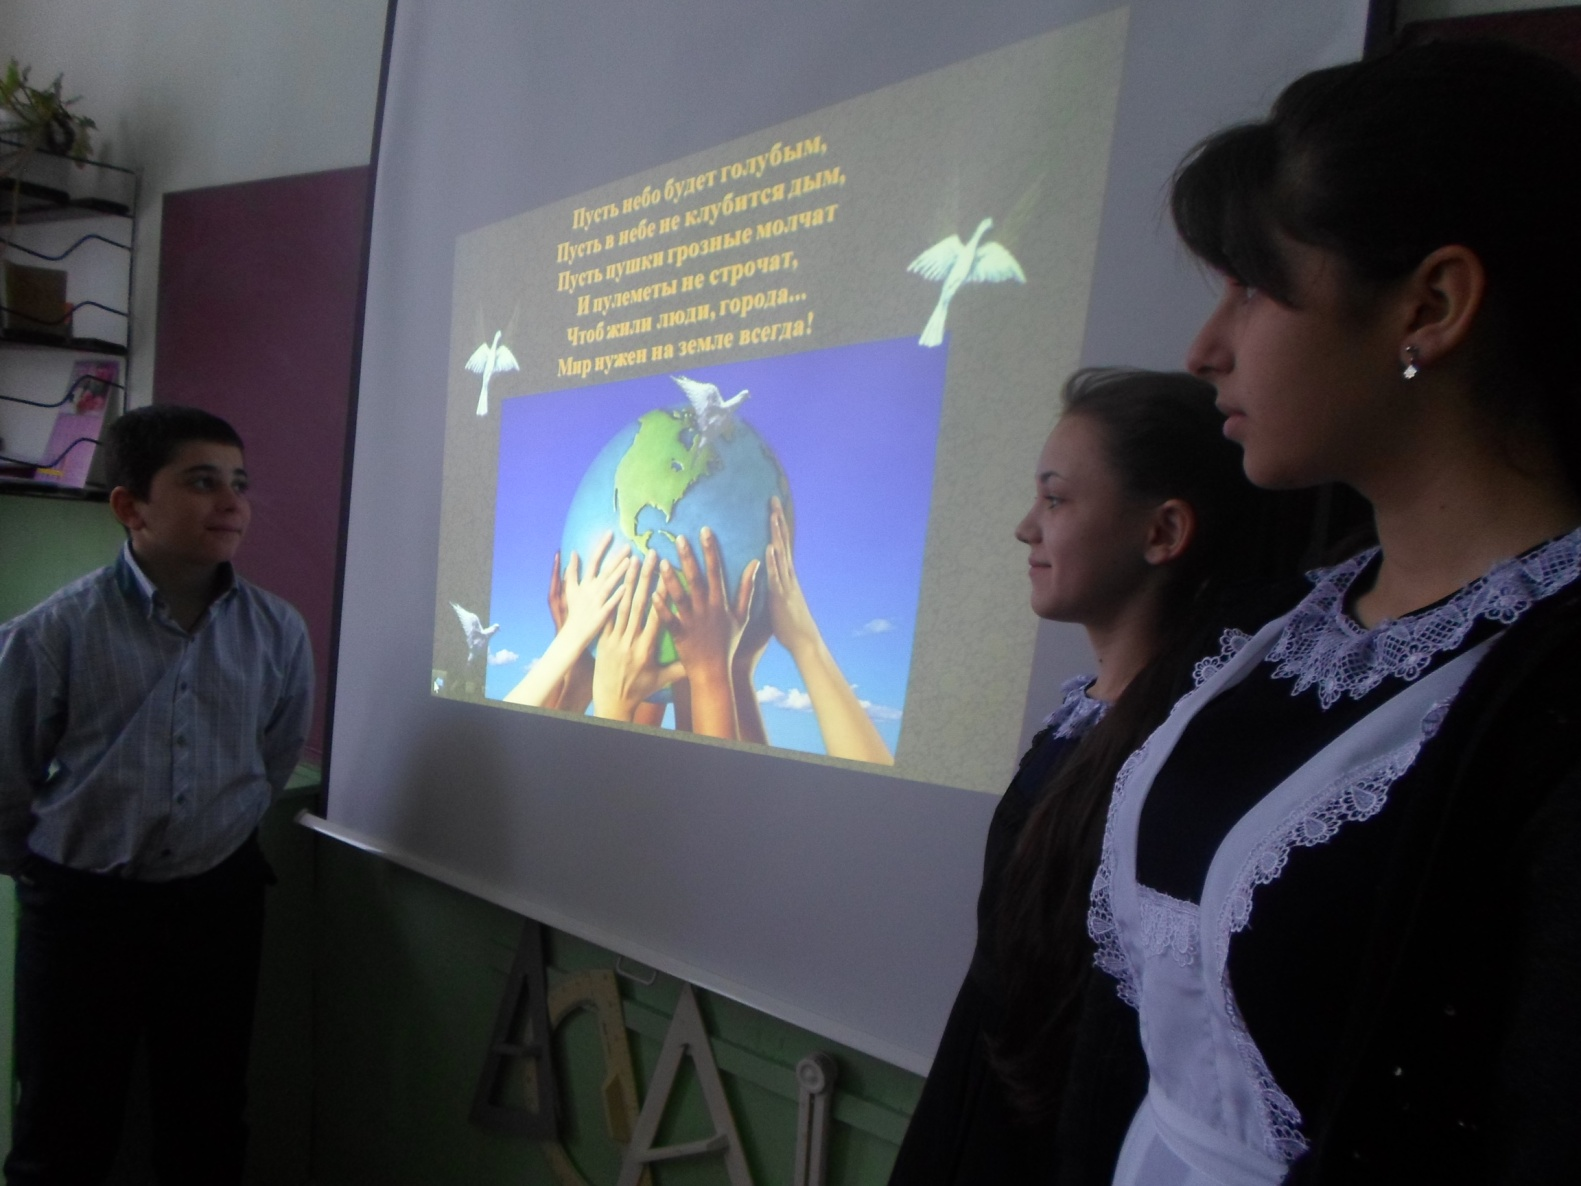 Пусть небо будет голубым,
Пусть в небе не клубится дым,
Пусть пушки грозные молчат
И пулеметы не строчат,
Чтоб жили люди, города...
Мир нужен на земле всегда!